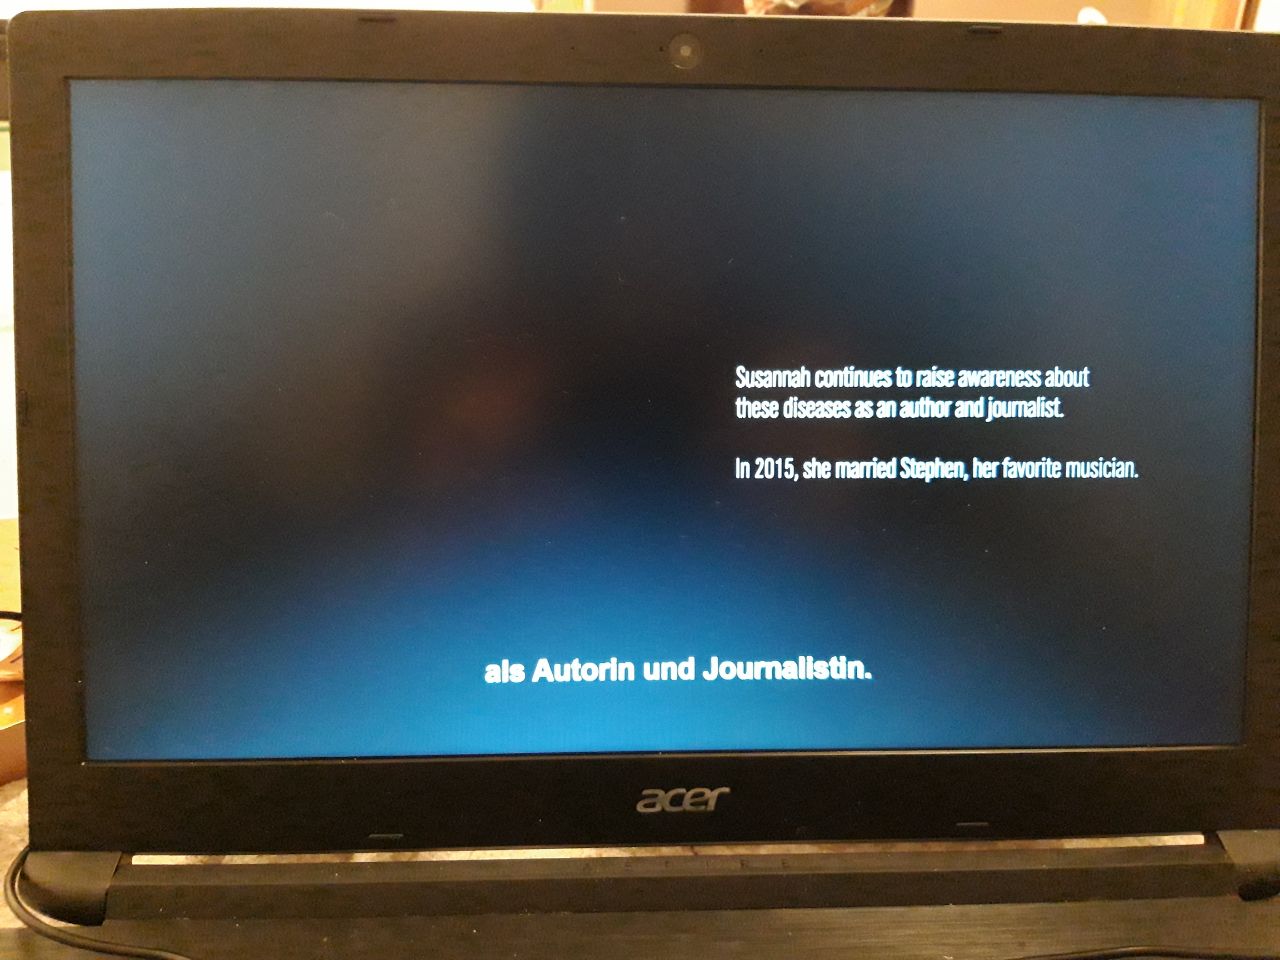 Susannah continues to raise awareness about
these diseases as an author and journalist.
In 2015, she married Stephen, her favorite musician.
als Autorin und Journalistin.
acer
ASPIRE